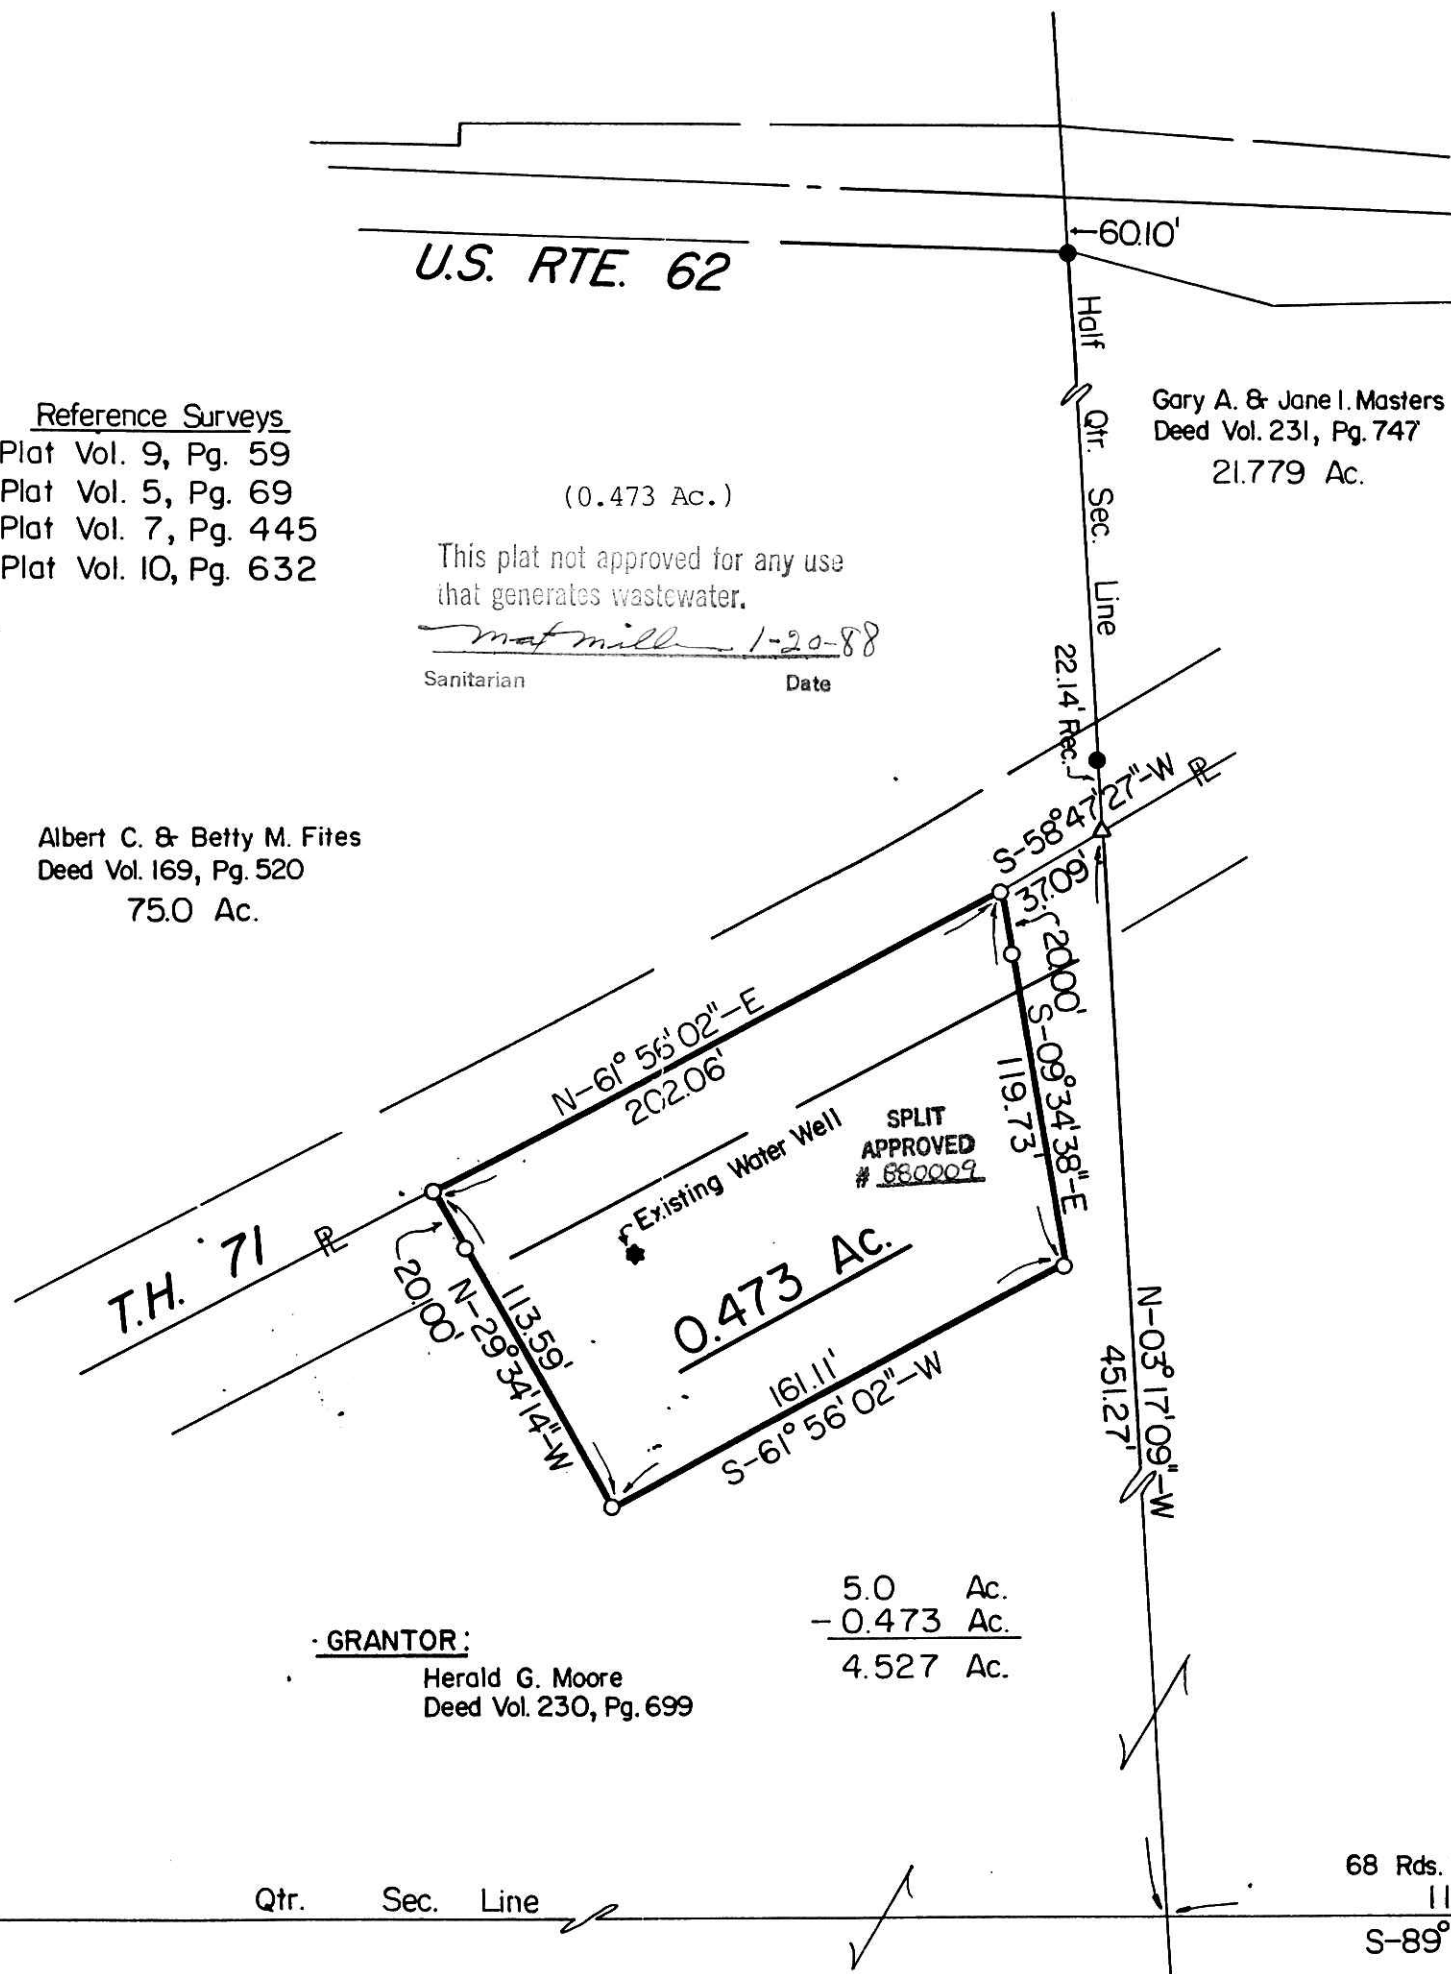 60.10'
U.S. RTE. 62
Half Qtr. Sec. Line
Gary A. & Jane I. Masters
Deed Vol. 231, Pg. 747
21.779 Ac.
Reference Surveys
Plat Vol. 9, Pg. 59
Plat Vol. 5, Pg. 69
Plat Vol. 7, Pg. 445
Plat Vol. 10, Pg. 632
(0.473 Ac.)
This plat not approved for any use
that generates wastewater.
1-20-88
Sanitarian Date
22.14' Rec.
S-58°47'27"-W
PL
37.09'
Albert C. & Betty M. Fites
Deed Vol. 169, Pg. 520
75.0 Ac.
20.00'
S-09°34'38"-E
119.73'
N-61°56'02"-E
202.06'
Existing Water Well
SPLIT
APPROVED
# 880009
T.H. 71
PL
20.00'
113.59'
N-29°34'14"-W
0.473 Ac.
161.11'
S-61°56'02"-W
N-03°17'09"-W
451.27'
5.0 Ac.
- 0.473 Ac.
4.527 Ac.
GRANTOR:
Herald G. Moore
Deed Vol. 230, Pg. 699
Qtr. Sec. Line
68 Rds.
11
S-89°